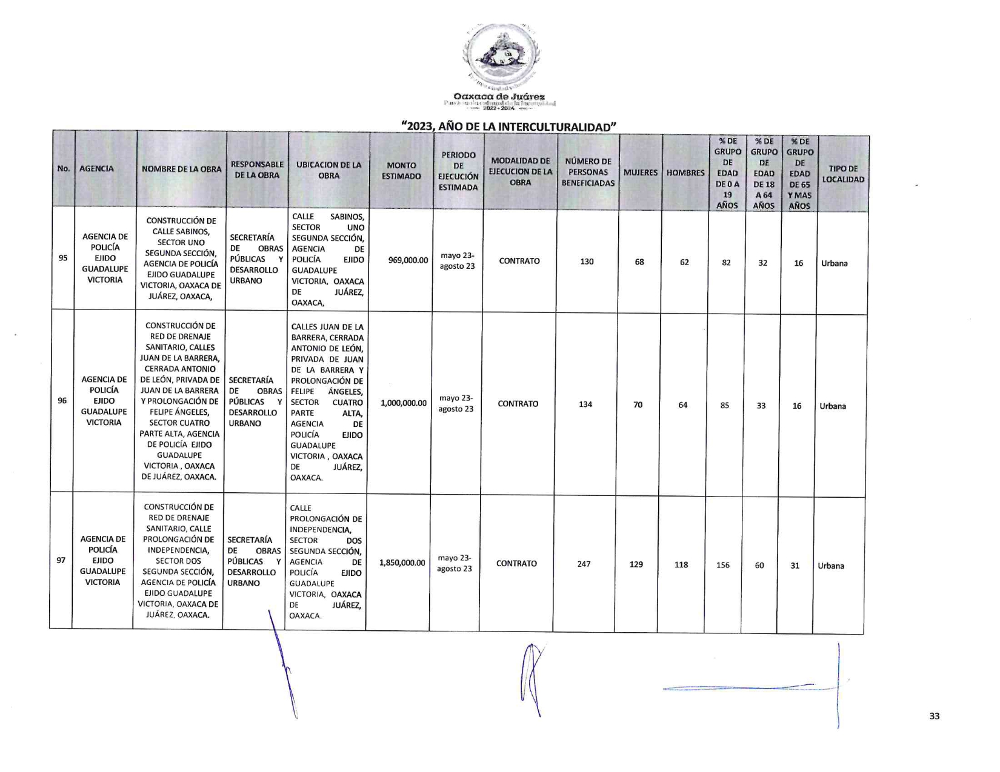 Oaxaca de Juárez
2022 - 2024
“2023, AÑO DE LA INTERCULTURALIDAD”
No.
AGENCIA
NOMBRE DE LA OBRA
RESPONSABLE
DE LA OBRA
UBICACION DE LA
OBRA
MONTO
ESTIMADO
PERIODO
DE
EJECUCIÓN
ESTIMADA
MODALIDAD DE
EJECUCION DE LA
OBRA
NÚMERO DE
PERSONAS
BENEFICIADAS
MUJERES
HOMBRES
% DE
GRUPO
DE
EDAD
DE 0 A
19
AÑOS
% DE
GRUPO
DE
EDAD
DE 18
A 64
AÑOS
% DE
GRUPO
DE
EDAD
DE 65
Y MAS
AÑOS
TIPO DE
LOCALIDAD
95
AGENCIA DE
POLICÍA
EJIDO
GUADALUPE
VICTORIA
CONSTRUCCIÓN DE
CALLE SABINOS,
SECTOR UNO
SEGUNDA SECCIÓN,
AGENCIA DE POLICÍA
EJIDO GUADALUPE
VICTORIA, OAXACA DE
JUÁREZ, OAXACA,
SECRETARÍA
DE OBRAS
PÚBLICAS Y
DESARROLLO
URBANO
CALLE SABINOS,
SECTOR UNO
SEGUNDA SECCIÓN,
AGENCIA DE
POLICÍA EJIDO
GUADALUPE
VICTORIA, OAXACA
DE JUÁREZ,
OAXACA,
969,000.00
mayo 23-
agosto 23
CONTRATO
130
68
62
82
32
16
Urbana
96
AGENCIA DE
POLICÍA
EJIDO
GUADALUPE
VICTORIA
CONSTRUCCIÓN DE
RED DE DRENAJE
SANITARIO, CALLES
JUAN DE LA BARRERA,
CERRADA ANTONIO
DE LEÓN, PRIVADA DE
JUAN DE LA BARRERA
Y PROLONGACIÓN DE
FELIPE ÁNGELES,
SECTOR CUATRO
PARTE ALTA, AGENCIA
DE POLICÍA EJIDO
GUADALUPE
VICTORIA , OAXACA
DE JUÁREZ, OAXACA.
SECRETARÍA
DE OBRAS
PÚBLICAS Y
DESARROLLO
URBANO
CALLES JUAN DE LA
BARRERA, CERRADA
ANTONIO DE LEÓN,
PRIVADA DE JUAN
DE LA BARRERA Y
PROLONGACIÓN DE
FELIPE ÁNGELES,
SECTOR CUATRO
PARTE ALTA,
AGENCIA DE
POLICÍA EJIDO
GUADALUPE
VICTORIA , OAXACA
DE JUÁREZ,
OAXACA.
1,000,000.00
mayo 23-
agosto 23
CONTRATO
134
70
64
85
33
16
Urbana
97
AGENCIA DE
POLICÍA
EJIDO
GUADALUPE
VICTORIA
CONSTRUCCIÓN DE
RED DE DRENAJE
SANITARIO, CALLE
PROLONGACIÓN DE
INDEPENDENCIA,
SECTOR DOS
SEGUNDA SECCIÓN,
AGENCIA DE POLICÍA
EJIDO GUADALUPE
VICTORIA, OAXACA DE
JUÁREZ, OAXACA.
SECRETARÍA
DE OBRAS
PÚBLICAS Y
DESARROLLO
URBANO
CALLE
PROLONGACIÓN DE
INDEPENDENCIA,
SECTOR DOS
SEGUNDA SECCIÓN,
AGENCIA DE
POLICÍA EJIDO
GUADALUPE
VICTORIA, OAXACA
DE JUÁREZ,
OAXACA.
1,850,000.00
mayo 23-
agosto 23
CONTRATO
247
129
118
156
60
31
Urbana
33